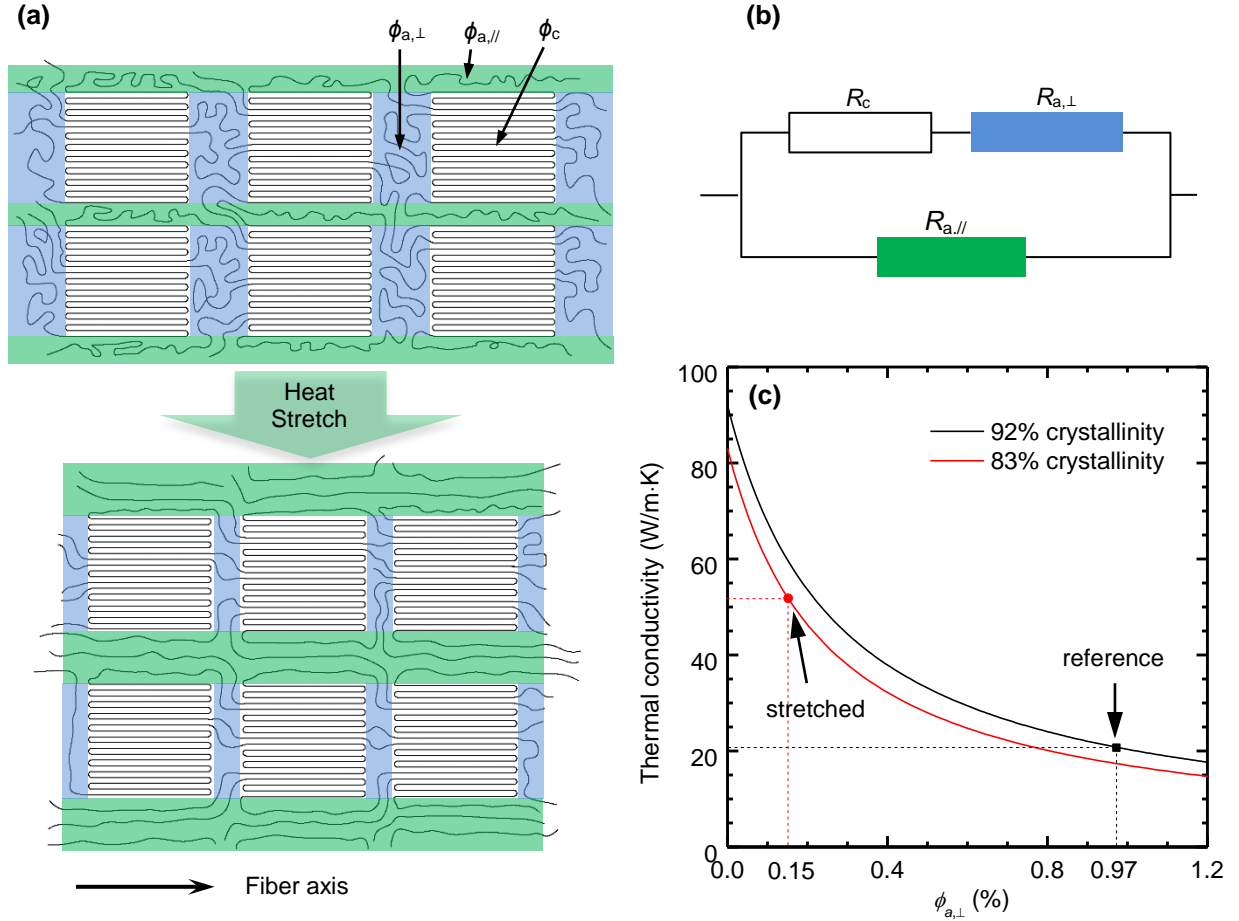 (a)
ϕa,⊥
ϕa,//
ϕc
Heat
Stretch
Fiber axis
(b)
Rc
Ra,⊥
Ra.//
(c)
100
80
60
40
20
0
Thermal conductivity (W/m·K)
92% crystallinity
83% crystallinity
reference
stretched
0.0
0.15
0.4
0.8
0.97
1.2
ϕa,⊥ (%)